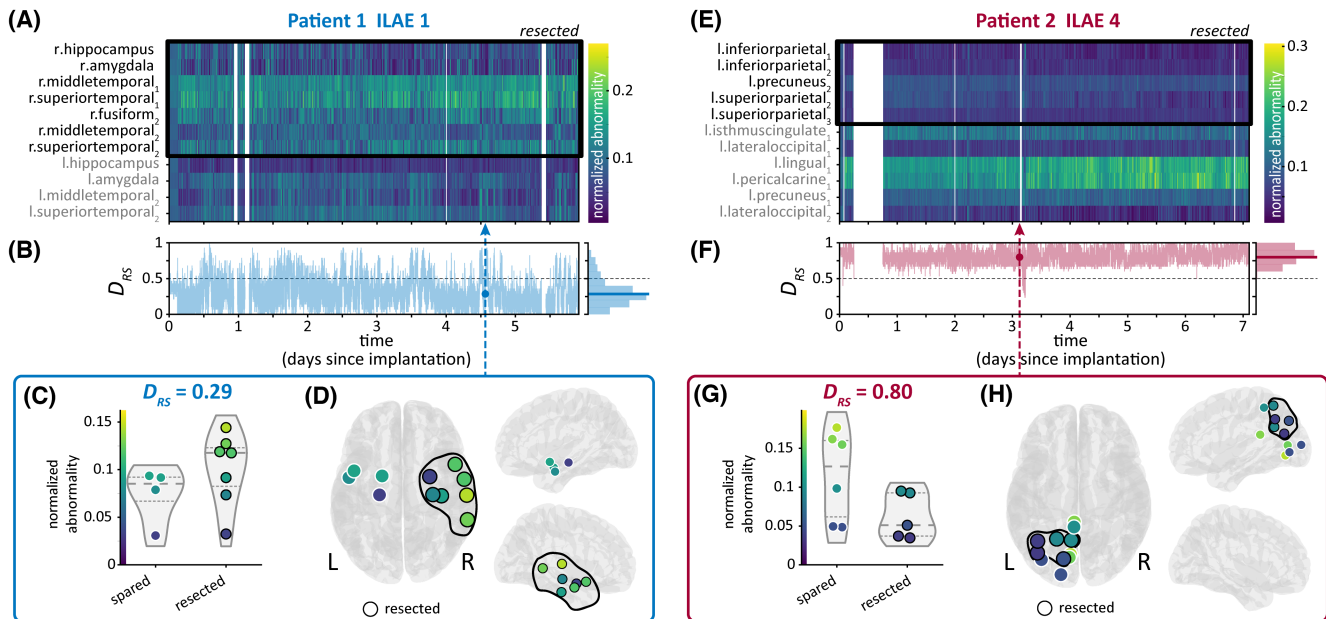 (A)
Patient 1 ILAE 1
resected
r.hippocampus
r.amygdala
r.middletemporal1
r.superiortemporal1
r.fusiform2
r.middletemporal2
r.superiortemporal2
l.hippocampus
l.amygdala
l.middletemporal2
l.superiortemporal2
normalized abnormality
0.2
0.1
(B)
DRS
1
0.5
0
0 1 2 3 4 5
time
(days since implantation)
(C)
DRS = 0.29
normalized
abnormality
0.15
0.1
0.05
0
spared
resected
(D)
L
R
resected
(E)
Patient 2 ILAE 4
resected
l.inferiorparietal1
l.inferiorparietal2
l.precuneus2
l.superiorparietal2
l.superiorparietal3
l.isthmuscingulate1
l.lateraloccipital1
l.lingual1
l.pericalcarine1
l.precuneus1
l.lateraloccipital2
normalized abnormality
0.3
0.2
0.1
(F)
DRS
1
0.5
0
0 1 2 3 4 5 6 7
time
(days since implantation)
(G)
DRS = 0.80
normalized
abnormality
0.2
0.15
0.1
0.05
0
spared
resected
(H)
L
R
resected